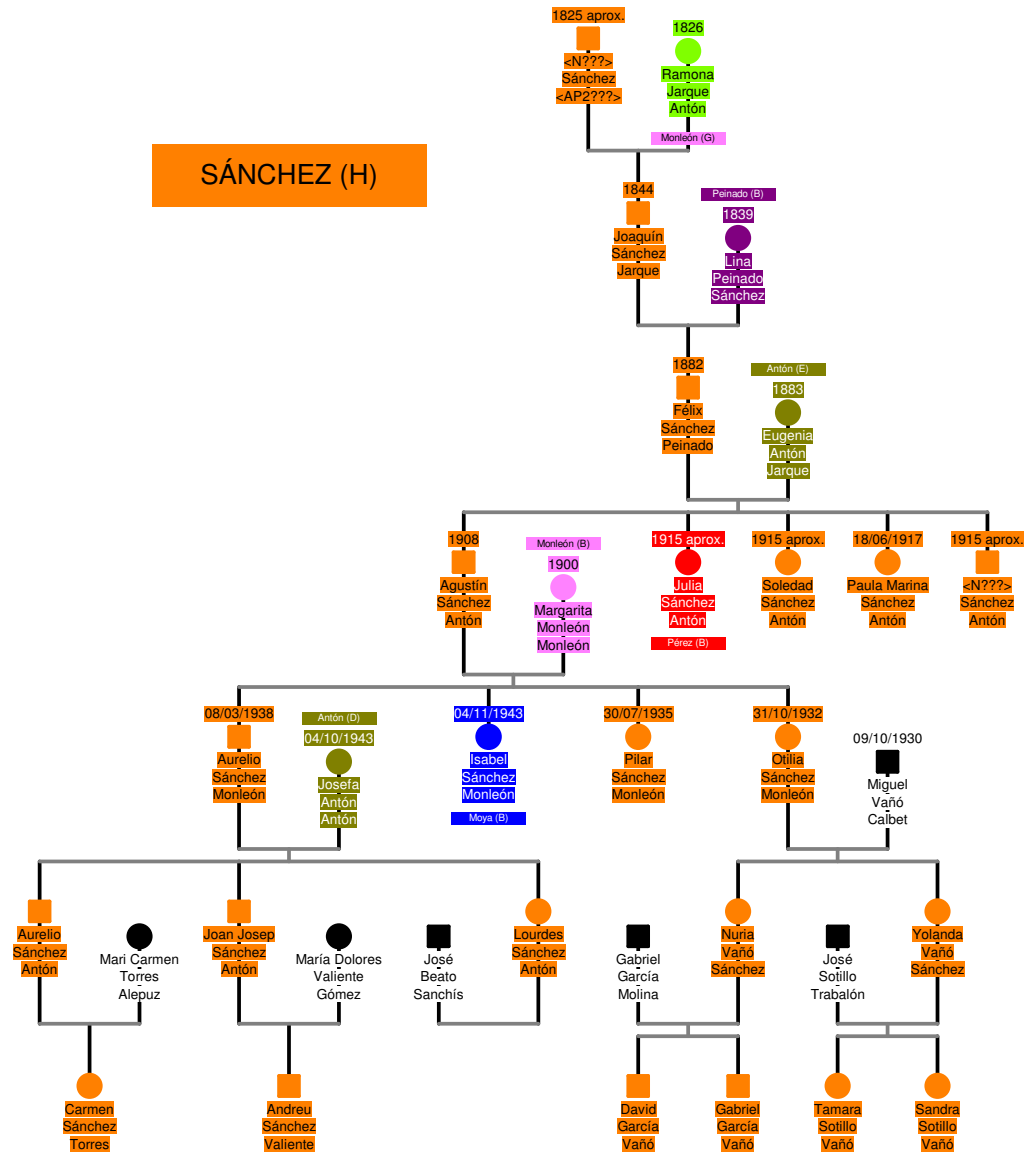 1825 aprox.
<N???>
Sánchez
<AP2???>
1826
Ramona
Jarque
Antón
Monleón (G)
SÁNCHEZ (H)
1844
Joaquín
Sánchez
Jarque
Peinado (B)
1839
Lina
Peinado
Sánchez
1882
Félix
Sánchez
Peinado
Antón (E)
1883
Eugenia
Antón
Jarque
1908
Agustín
Sánchez
Antón
Monleón (B)
1900
Margarita
Monleón
Monleón
1915 aprox.
Julia
Sánchez
Antón
Pérez (B)
1915 aprox.
Soledad
Sánchez
Antón
18/06/1917
Paula Marina
Sánchez
Antón
1915 aprox.
<N???>
Sánchez
Antón
08/03/1938
Aurelio
Sánchez
Monleón
Antón (D)
04/10/1943
Josefa
Antón
Antón
04/11/1943
Isabel
Sánchez
Monleón
Moya (B)
30/07/1935
Pilar
Sánchez
Monleón
31/10/1932
Otilia
Sánchez
Monleón
09/10/1930
Miguel
Vañó
Calbet
Aurelio
Sánchez
Antón
Mari Carmen
Torres
Alepuz
Joan Josep
Sánchez
Antón
María Dolores
Valiente
Gómez
José
Beato
Sanchís
Lourdes
Sánchez
Antón
Gabriel
García
Molina
Nuria
Vañó
Sánchez
José
Sotillo
Trabalón
Yolanda
Vañó
Sánchez
Carmen
Sánchez
Torres
Andreu
Sánchez
Valiente
David
García
Vañó
Gabriel
García
Vañó
Tamara
Sotillo
Vañó
Sandra
Sotillo
Vañó